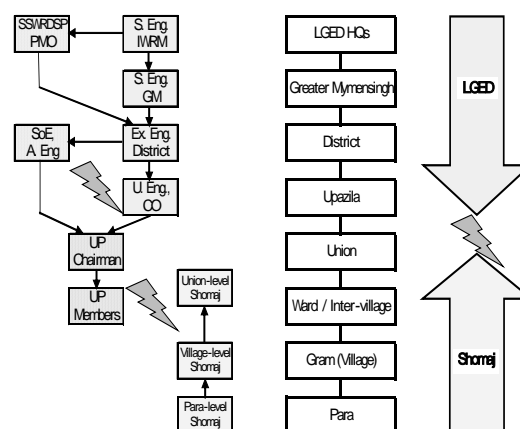 SSWRDSP
PMO
S. Eng.
IWRM
S. Eng.
GM
SoE,
A. Eng
Ex. Eng.
District
U. Eng.,
CO
UP
Chairman
UP
Members
Union-level
Shomaj
Village-level
Shomaj
Para-level
Shomaj
LGED HQs
Greater Mymensingh
District
Upazila
Union
Ward / Inter-village
Gram (Village)
Para
LGED
Shomaj